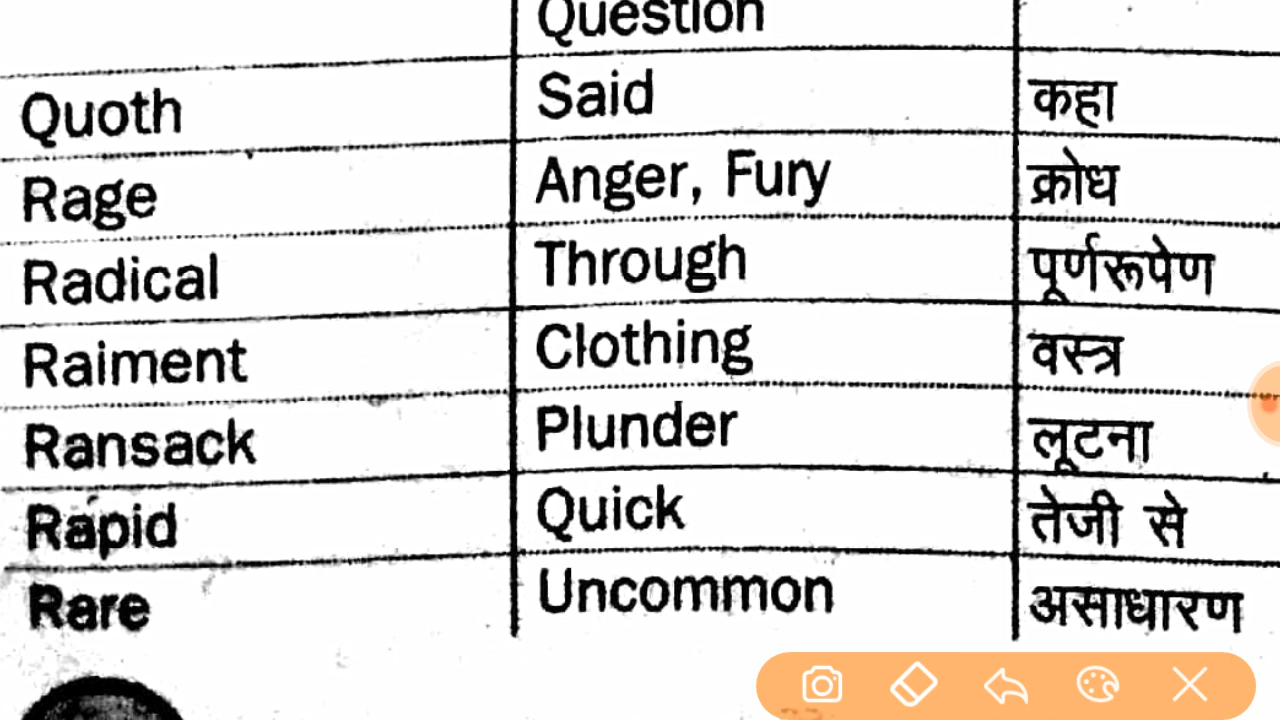 Question
Quoth Said कहा
Rage Anger, Fury क्रोध
Radical Through पूर्णरूपेण
Raiment Clothing वस्त्र
Ransack Plunder लूटना
Rapid Quick तेजी से
Rare Uncommon असाधारण